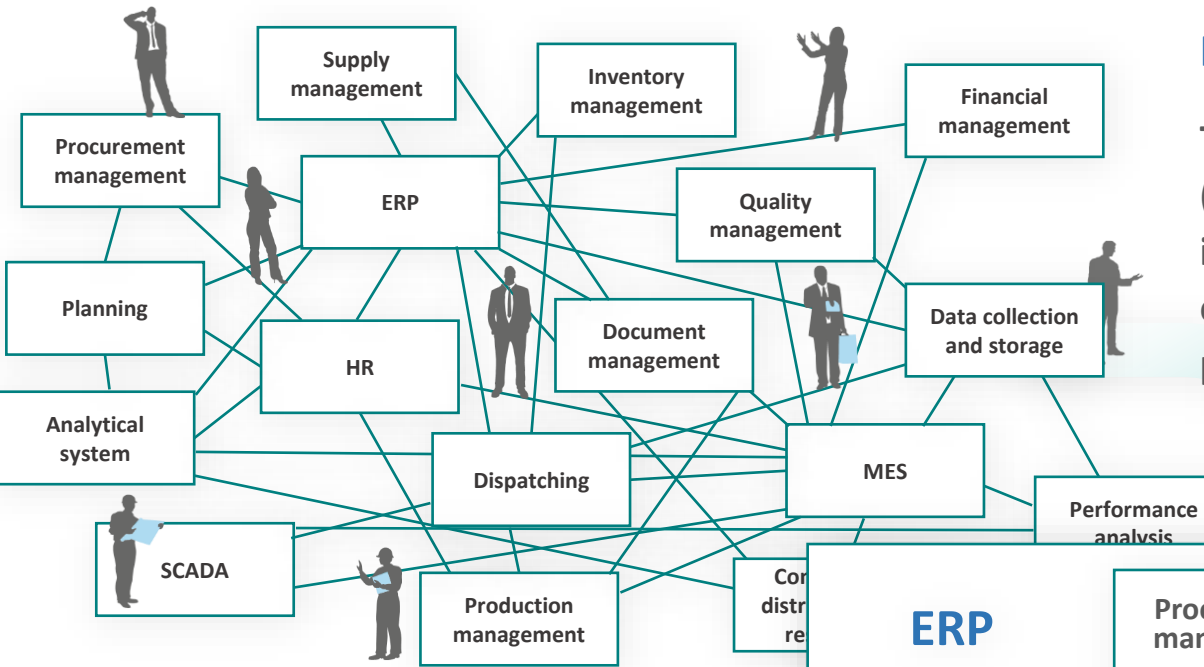 Supply
management
Inventory
management
Financial
management
Procurement
management
ERP
Quality
management
Planning
HR
Document
management
Data collection
and storage
Analytical
system
Dispatching
MES
Performance
analysis
SCADA
Production
management
ERP